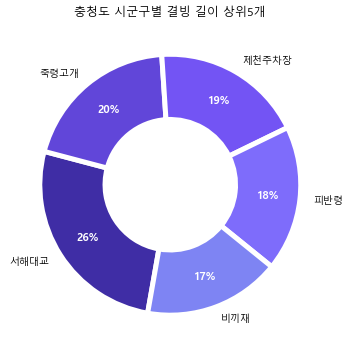 충청도 시군구별 결빙 길이 상위5개
제천주차장
죽령고개
19%
20%
18%
피반령
26%
서해대교
17%
비끼재